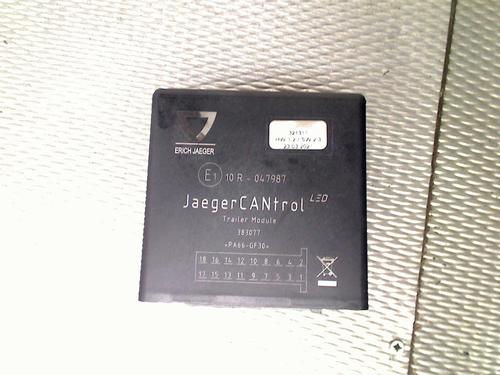 ERICH JAEGER
E1 10 R - 047987
JaegerCANtrol LED
Trailer Module
383077
>PA66-GF30<
18 16 14 12 10 8 6 4 2
17 15 13 11 9 7 5 3 1